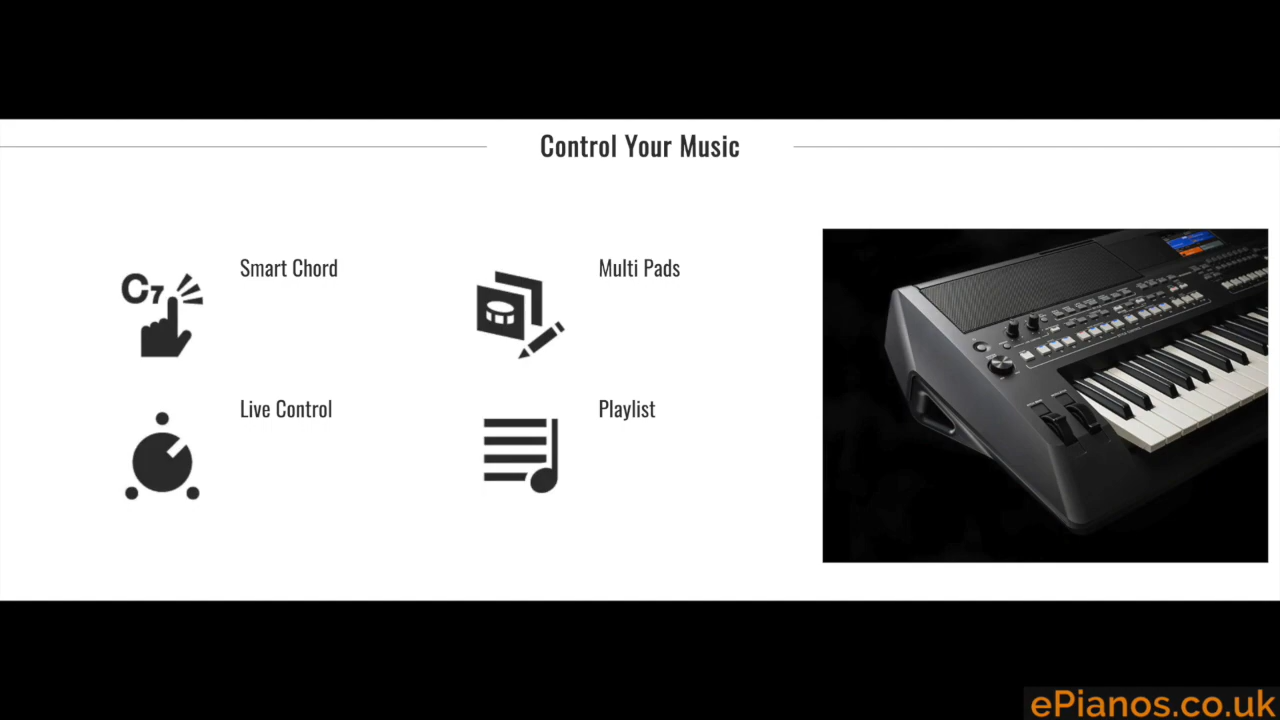 Control Your Music
C7
Smart Chord
Multi Pads
Live Control
Playlist
ePianos.co.uk